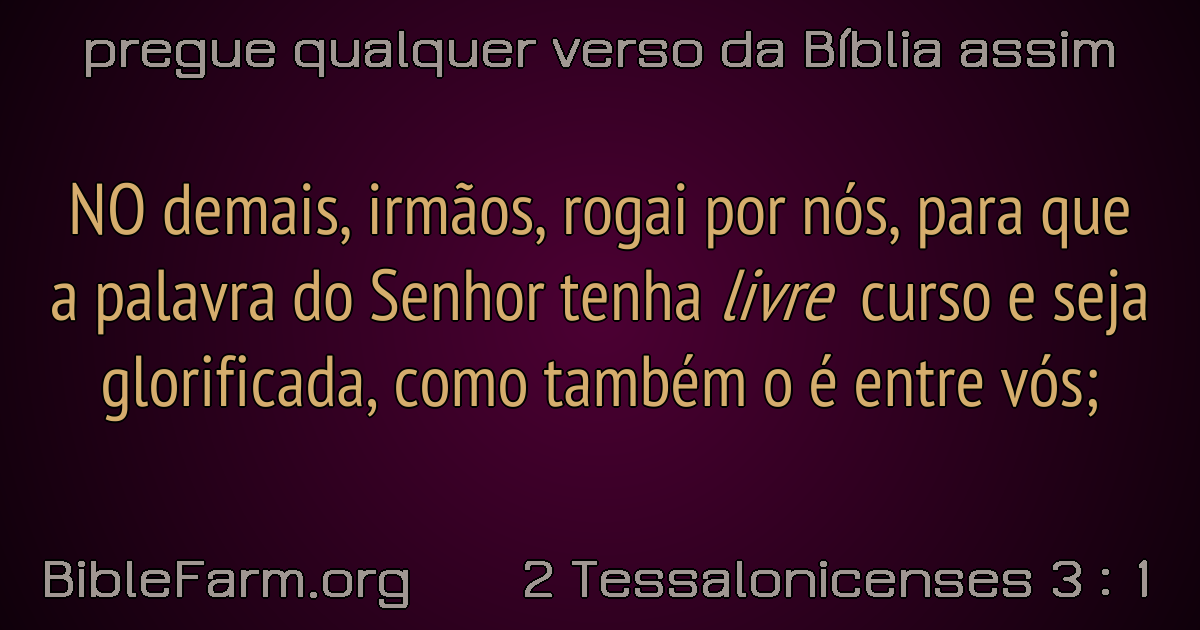 pregue qualquer verso da Bíblia assim
NO demais, irmãos, rogai por nós, para que
a palavra do Senhor tenha livre curso e seja
glorificada, como também o é entre vós;
BibleFarm.org 2 Tessalonicenses 3 : 1